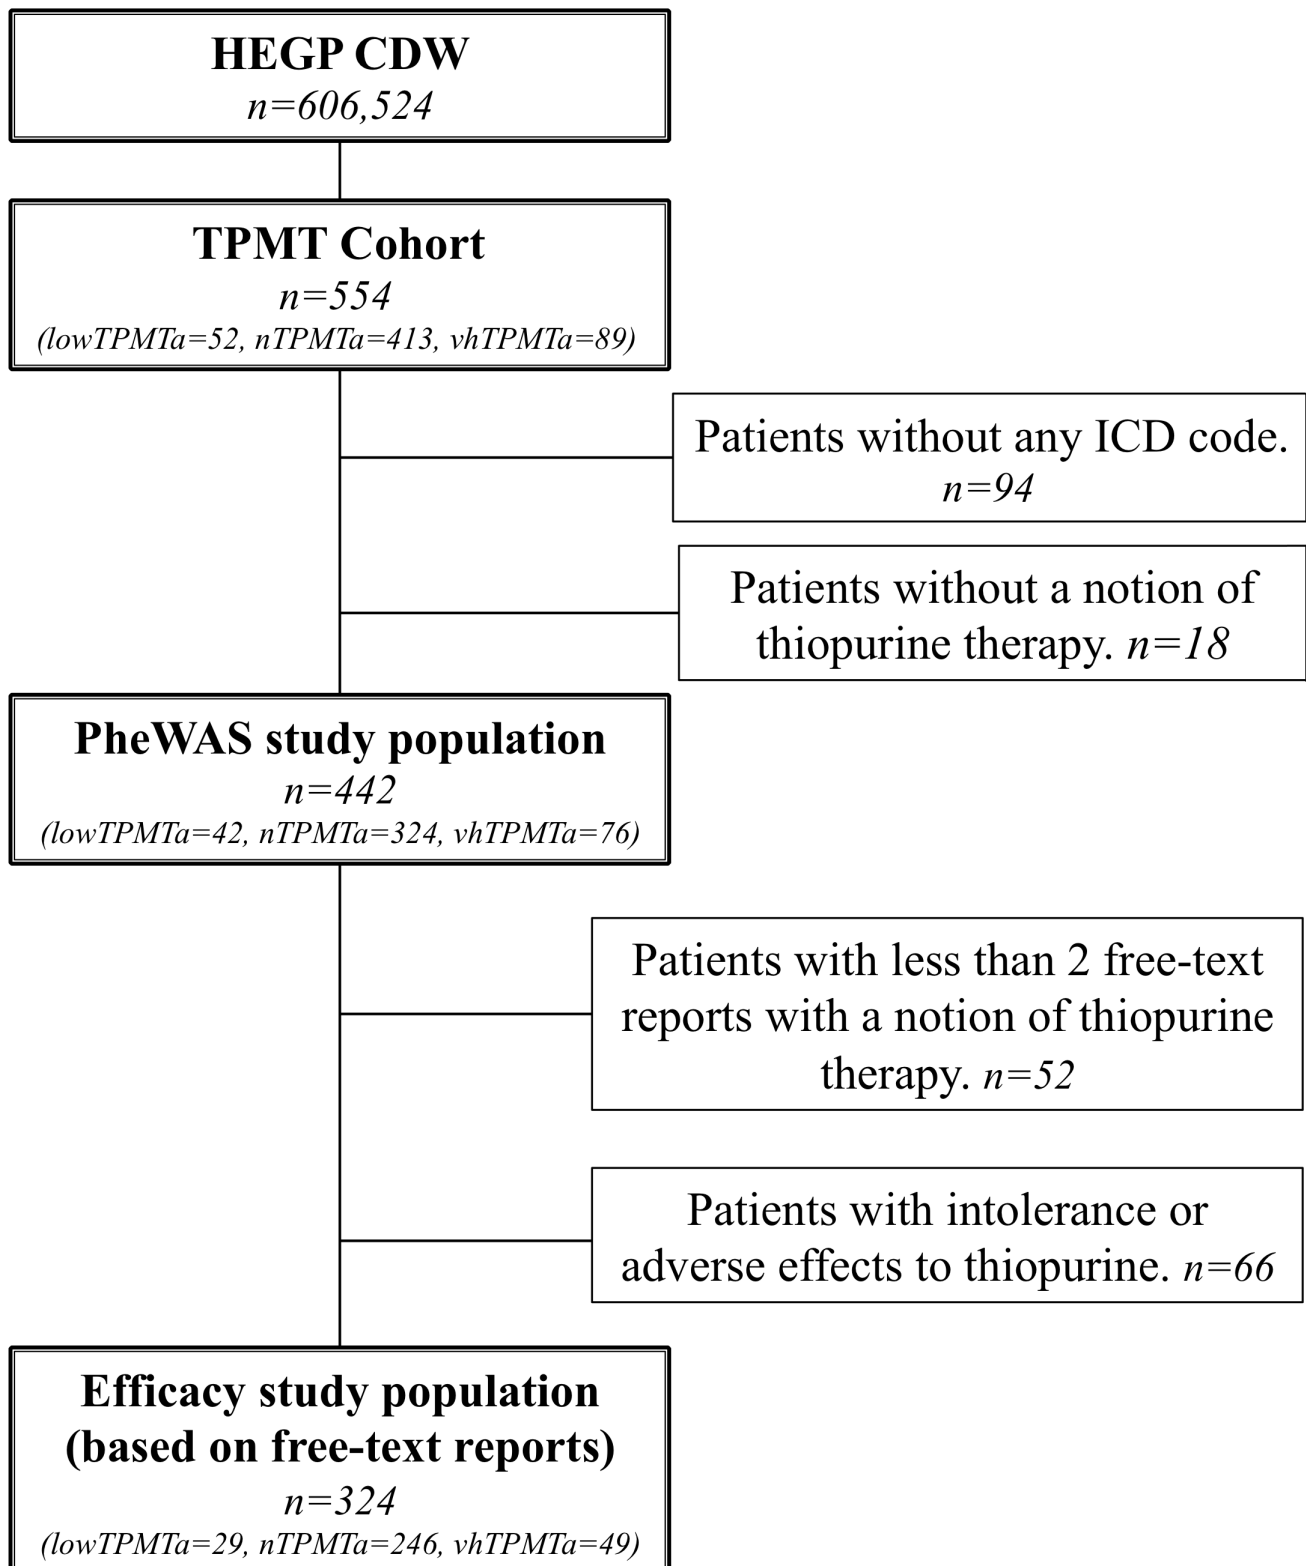 HEGP CDW
n=606,524
TPMT Cohort
n=554
(lowTPMTa=52, nTPMTa=413, vhTPMTa=89)
Patients without any ICD code.
n=94
Patients without a notion of
thiopurine therapy. n=18
PheWAS study population
n=442
(lowTPMTa=42, nTPMTa=324, vhTPMTa=76)
Patients with less than 2 free-text
reports with a notion of thiopurine
therapy. n=52
Patients with intolerance or
adverse effects to thiopurine. n=66
Efficacy study population
(based on free-text reports)
n=324
(lowTPMTa=29, nTPMTa=246, vhTPMTa=49)